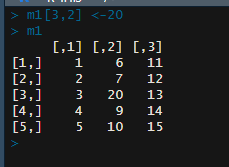 > m1[3,2] <-20
> m1
     [,1] [,2] [,3]
[1,]    1    6   11
[2,]    2    7   12
[3,]    3   20   13
[4,]    4    9   14
[5,]    5   10   15
>